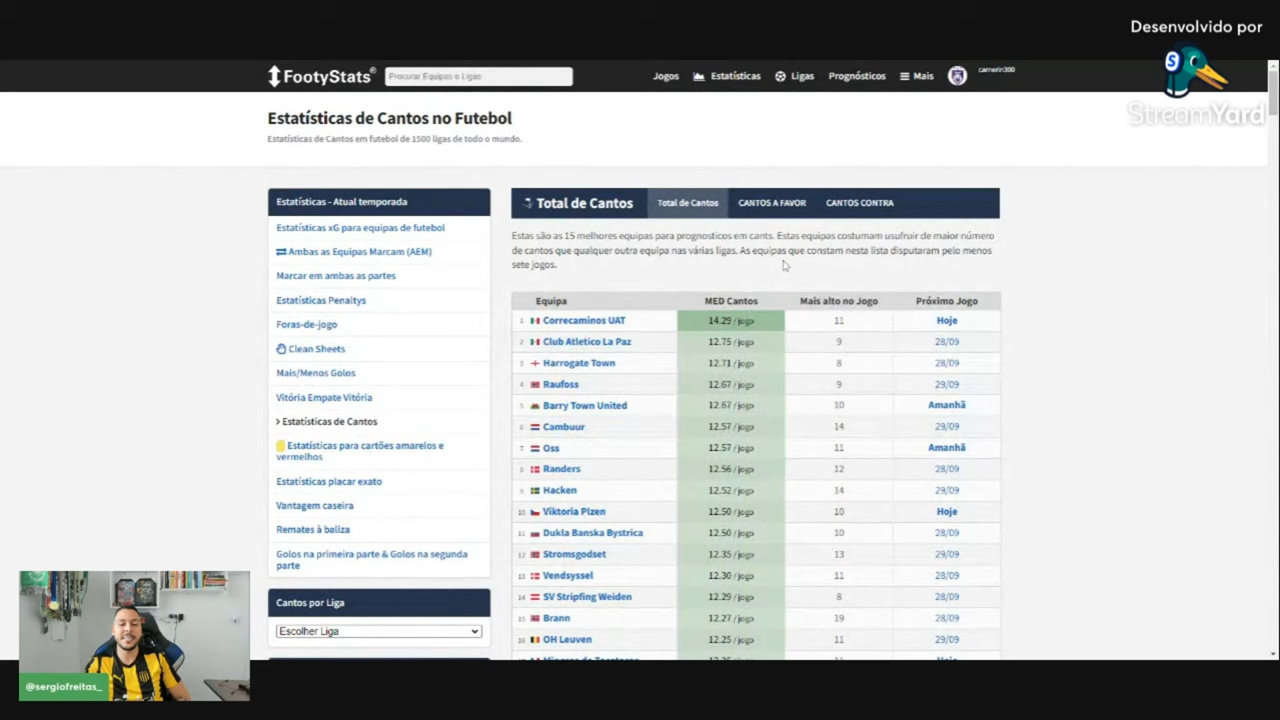 Desenvolvido por
StreamYard
FootyStats
Procurar Equipas e Ligas
Jogos
Estatísticas
Ligas
Prognósticos
Mais
Estatísticas de Cantos no Futebol
Estatísticas de Cantos em futebol de 1500 ligas de todo o mundo.
Estatísticas - Atual temporada
Estatísticas xG para equipas de futebol
Ambas as Equipas Marcam (AEM)
Marcar em ambas as partes
Estatísticas Penaltys
Foras-de-jogo
Clean Sheets
Mais/Menos Golos
Vitória Empate Vitória
> Estatísticas de Cantos
Estatísticas para cartões amarelos e
vermelhos
Estatísticas placar exato
Vantagem caseira
Remates à baliza
Golos na primeira parte & Golos na segunda
parte
Cantos por Liga
Escolher Liga
Total de Cantos Total de Cantos CANTOS A FAVOR CANTOS CONTRA
Estas são as 15 melhores equipas para prognosticos em cants. Estas equipas costumam usufruir de maior número
de cantos que qualquer outra equipa nas várias ligas. As equipas que constam nesta lista disputaram pelo menos
sete jogos.
Equipa MED Cantos Mais alto no Jogo Próximo Jogo
1 Correcaminos UAT 14.29 / jogo 11 Hoje
2 Club Atletico La Paz 12.75 / jogo 9 28/09
3 Harrogate Town 12.71 / jogo 8 28/09
4 Raufoss 12.67 / jogo 9 29/09
5 Barry Town United 12.67 / jogo 10 Amanhã
6 Cambuur 12.57 / jogo 14 29/09
7 Oss 12.57 / jogo 11 Amanhã
8 Randers 12.56 / jogo 12 28/09
9 Hacken 12.52 / jogo 14 29/09
10 Viktoria Plzen 12.50 / jogo 10 Hoje
11 Dukla Banska Bystrica 12.50 / jogo 10 28/09
12 Stromsgodset 12.35 / jogo 13 29/09
13 Vendsyssel 12.30 / jogo 11 28/09
14 SV Stripfing Weiden 12.29 / jogo 8 28/09
15 Brann 12.27 / jogo 19 28/09
16 OH Leuven 12.25 / jogo 11 29/09
@sergiofreitas_